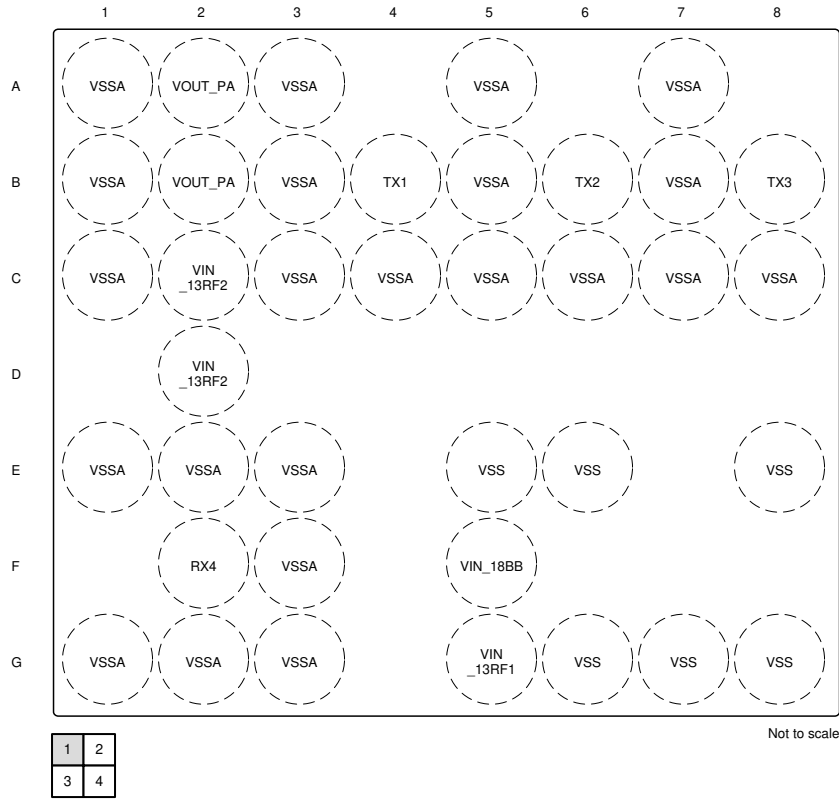 1 2 3 4 5 6 7 8
A VSSA VOUT_PA VSSA VSSA VSSA
B VSSA VOUT_PA VSSA TX1 VSSA TX2 VSSA TX3
C VSSA VIN
_13RF2 VSSA VSSA VSSA VSSA VSSA VSSA
D VIN
_13RF2
E VSSA VSSA VSSA VSS VSS VSS
F RX4 VSSA VIN_18BB
G VSSA VSSA VSSA VIN
_13RF1 VSS VSS VSS
Not to scale
1 2
3 4